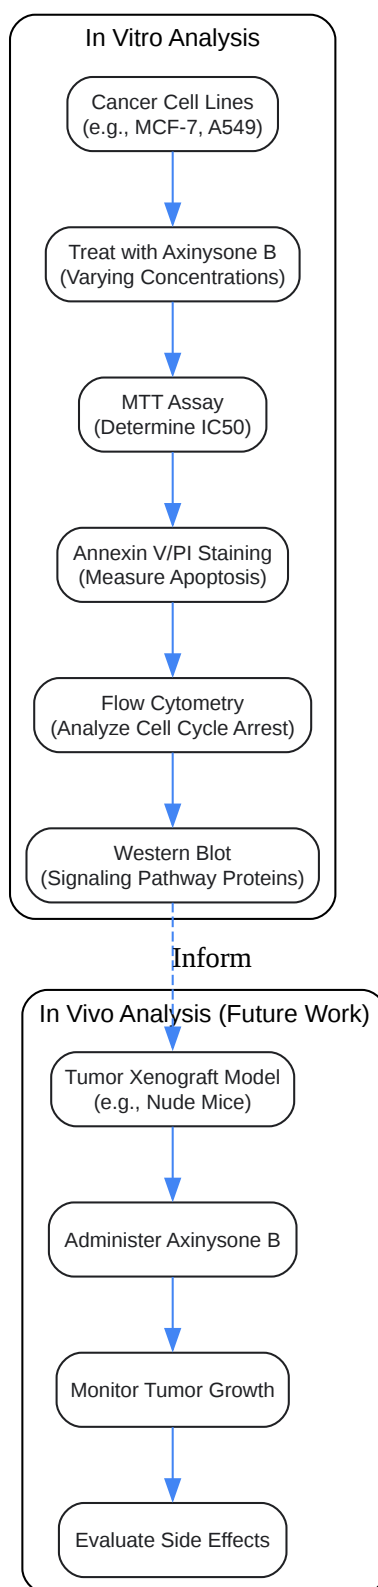 In Vitro Analysis
Cancer Cell Lines
(e.g., MCF-7, A549)
Treat with Axinysone B
(Varying Concentrations)
MTT Assay
(Determine IC50)
Annexin V/PI Staining
(Measure Apoptosis)
Flow Cytometry
(Analyze Cell Cycle Arrest)
Western Blot
(Signaling Pathway Proteins)
Inform
In Vivo Analysis (Future Work)
Tumor Xenograft Model
(e.g., Nude Mice)
Administer Axinysone B
Monitor Tumor Growth
Evaluate Side Effects